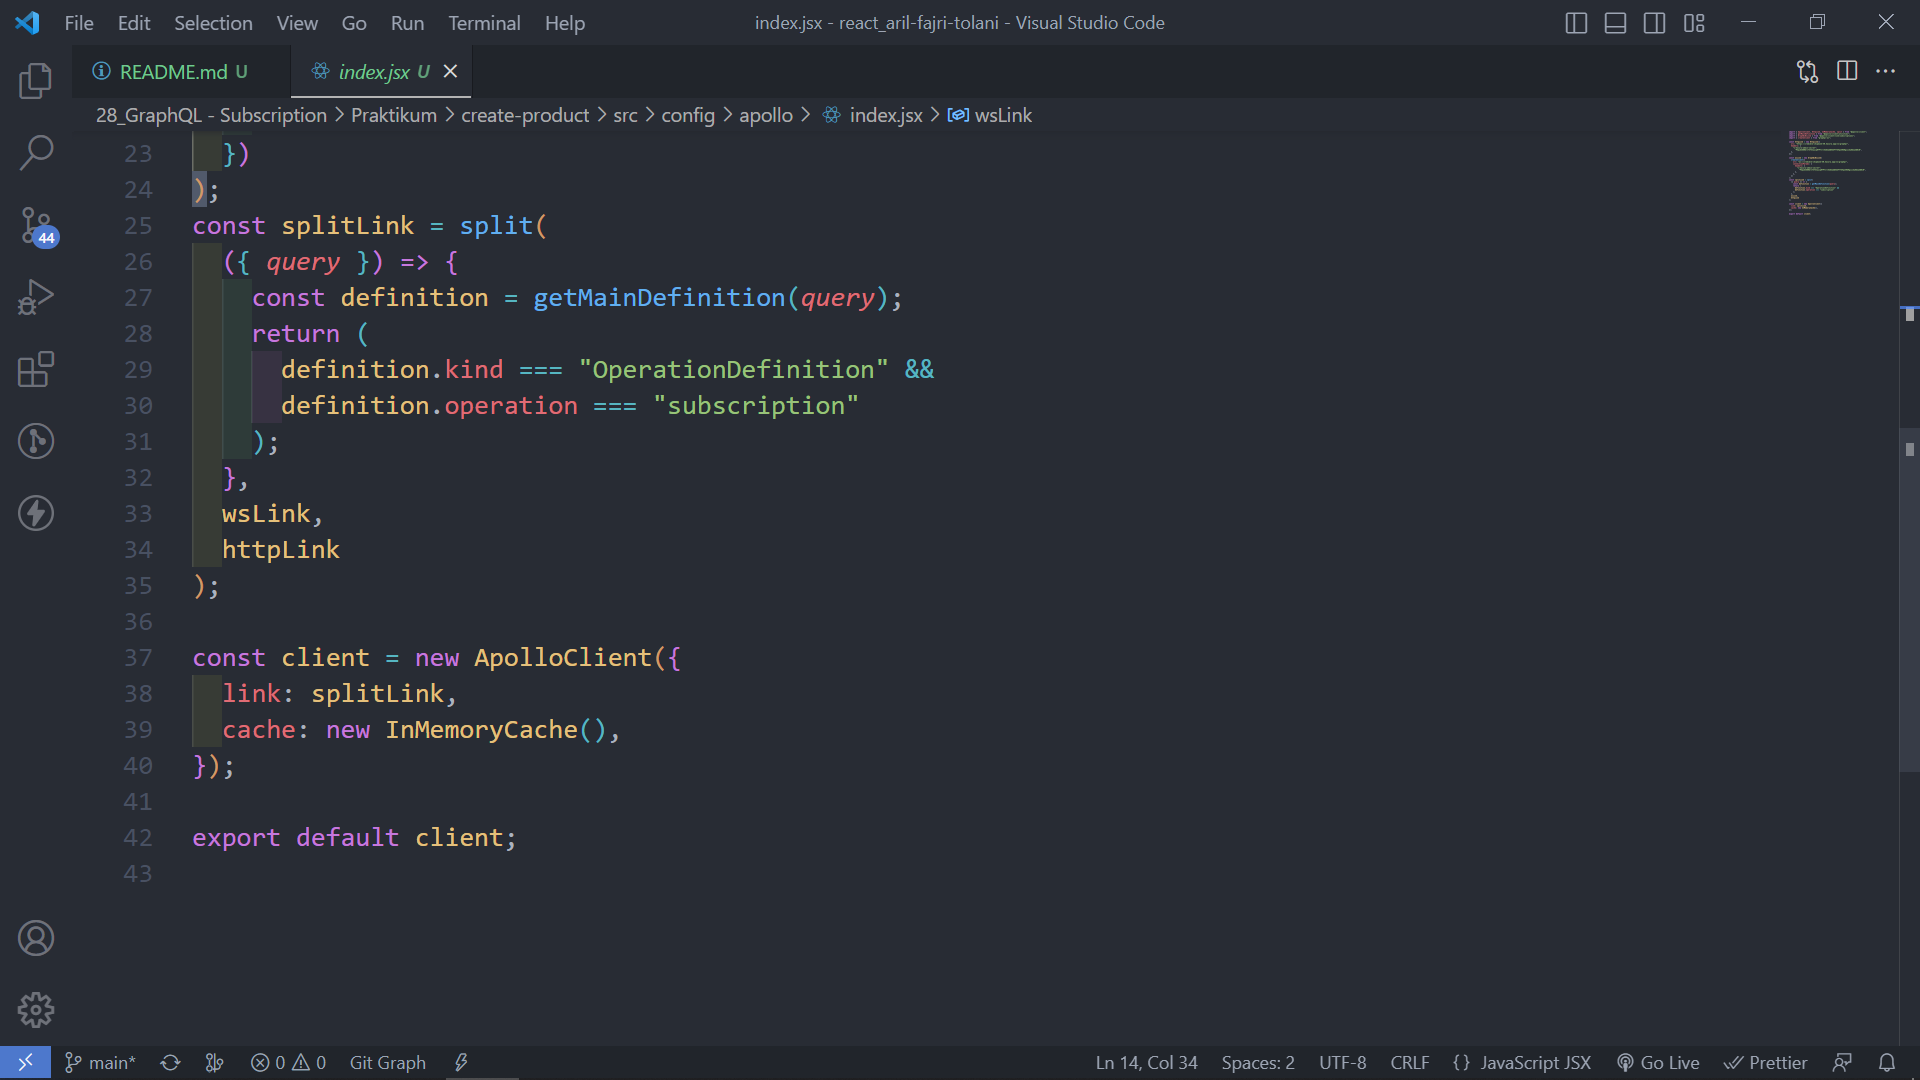 File Edit Selection View Go Run Terminal Help
index.jsx - react_aril-fajri-tolani - Visual Studio Code
README.md U
index.jsx U
28_GraphQL - Subscription > Praktikum > create-product > src > config > apollo > index.jsx > wsLink
44
23 })
24 );
25 const splitLink = split(
26 ({ query }) => {
27 const definition = getMainDefinition(query);
28 return (
29 definition.kind === "OperationDefinition" &&
30 definition.operation === "subscription"
31 );
32 },
33 wsLink,
34 httpLink
35 );
36
37 const client = new ApolloClient({
38 link: splitLink,
39 cache: new InMemoryCache(),
40 });
41
42 export default client;
43
main* 0 0 Git Graph Ln 14, Col 34 Spaces: 2 UTF-8 CRLF {} JavaScript JSX Go Live Prettier